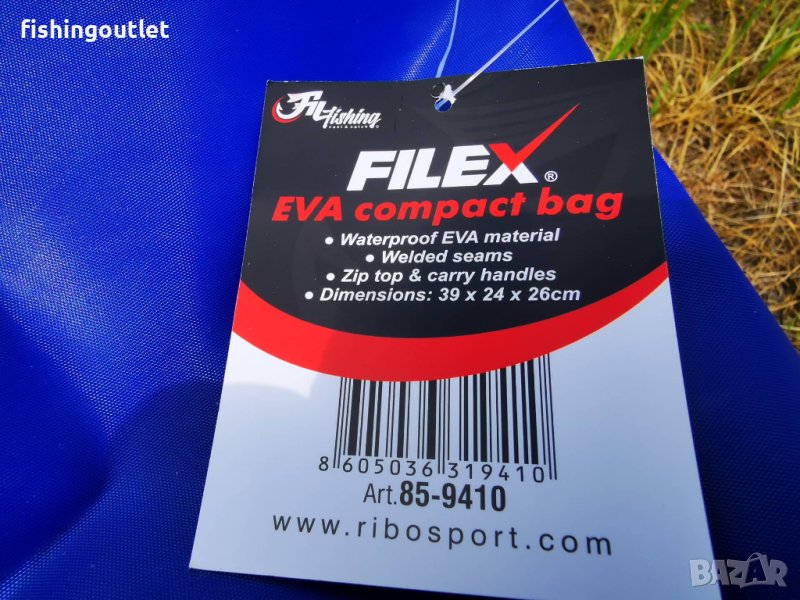 fishingoutlet
Fil fishing
cast & catch
FILEX®
EVA compact bag
• Waterproof EVA material
• Welded seams
• Zip top & carry handles
• Dimensions: 39 x 24 x 26cm
8 605036 319410
Art. 85-9410
www.ribosport.com
BAZAR